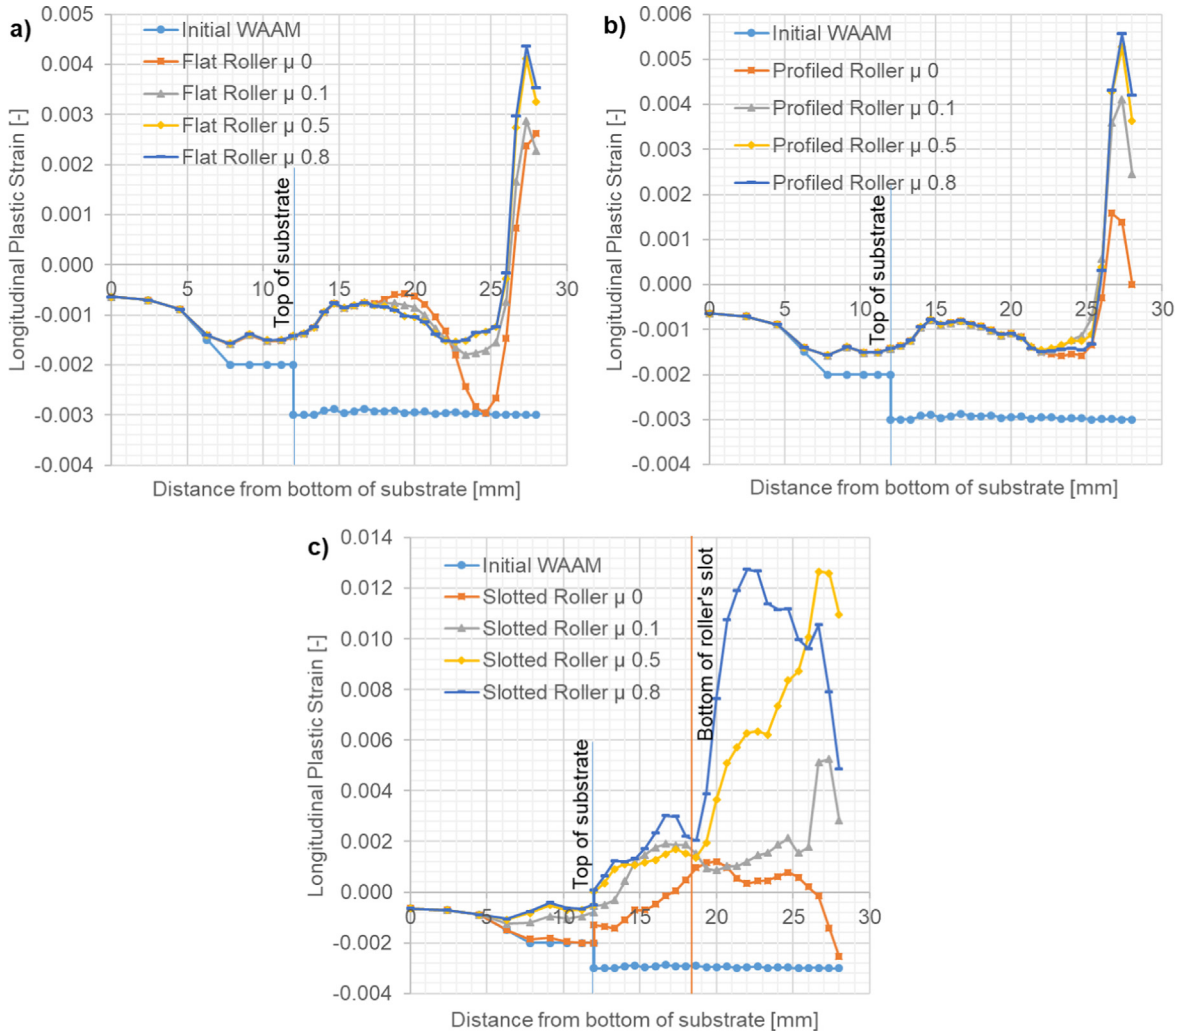 a)
Initial WAAM
Flat Roller µ 0
Flat Roller µ 0.1
Flat Roller µ 0.5
Flat Roller µ 0.8
Top of substrate
Longitudinal Plastic Strain [-]
0.005
0.004
0.003
0.002
0.001
0.000
-0.001
-0.002
-0.003
-0.004
0
5
10
15
20
25
30
Distance from bottom of substrate [mm]
b)
Initial WAAM
Profiled Roller µ 0
Profiled Roller µ 0.1
Profiled Roller µ 0.5
Profiled Roller µ 0.8
Top of substrate
Longitudinal Plastic Strain [-]
0.006
0.005
0.004
0.003
0.002
0.001
0.000
-0.001
-0.002
-0.003
-0.004
0
5
10
15
20
25
30
Distance from bottom of substrate [mm]
c)
Initial WAAM
Slotted Roller µ 0
Slotted Roller µ 0.1
Slotted Roller µ 0.5
Slotted Roller µ 0.8
Top of substrate
Bottom of roller's slot
Longitudinal Plastic Strain [-]
0.014
0.012
0.010
0.008
0.006
0.004
0.002
0.000
-0.002
-0.004
0
5
10
15
20
25
30
Distance from bottom of substrate [mm]